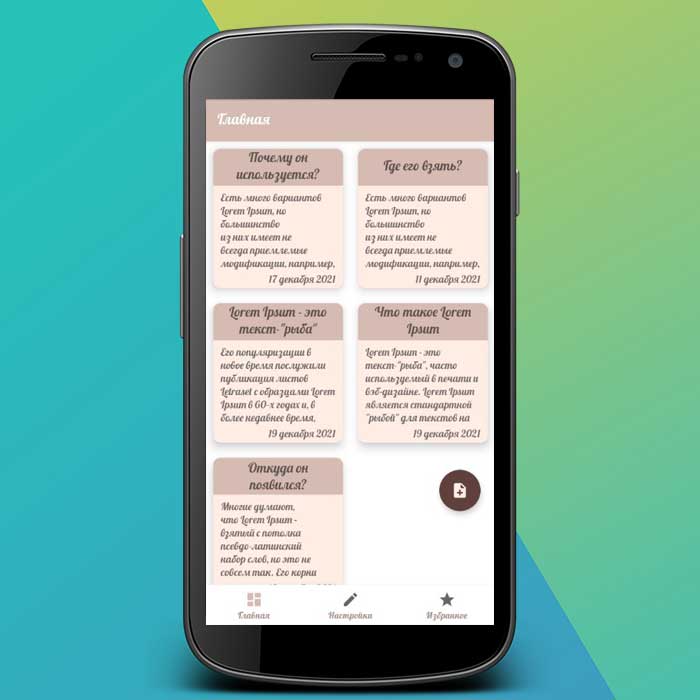 Главная
Почему он
используется?
Есть много вариантов
Lorem Ipsum, но
большинство
из них имеет не
всегда приемлемые
модификации, например,
17 декабря 2021
Где его взять?
Есть много вариантов
Lorem Ipsum, но
большинство
из них имеет не
всегда приемлемые
модификации, например,
11 декабря 2021
Lorem Ipsum - это
текст-"рыба"
Его популяризации в
новое время послужили
публикация листов
Letraset с образцами Lorem
Ipsum в 60-х годах и, в
более недавнее время,
19 декабря 2021
Что такое Lorem
Ipsum
Lorem Ipsum - это
текст-"рыба", часто
используемый в печати и
вэб-дизайне. Lorem Ipsum
является стандартной
"рыбой" для текстов на
19 декабря 2021
Откуда он
появился?
Многие думают,
что Lorem Ipsum -
взятый с потолка
псевдо-латинский
набор слов, но это не
совсем так. Его корни
Главная
Настройка
Избранное